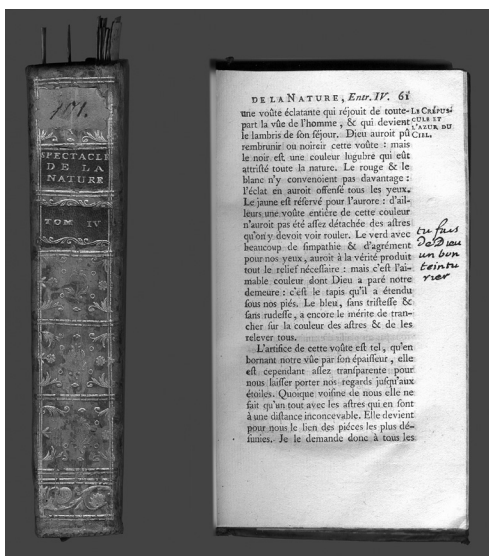 SPECTACLE
DE LA
NATURE
TOM IV
DE LA NATURE, Entr. IV. 61
une voûte éclatante qui réjouit de toute-
part la vûe de l'homme, & qui devient
le lambris de son séjour. Dieu auroit pû
rembrunir ou noircir cette voûte : mais
le noir est une couleur lugubre qui eût
attristé toute la nature. Le rouge & le
blanc n'y convenoient pas davantage :
l'éclat en auroit offensé tous les yeux.
Le jaune est réservé pour l'aurore : d'ail-
leurs une voûte entière de cette couleur
n'auroit pas été assez détachée des astres
qu'on y devoit voir rouler. Le verd avec
beaucoup de simpathie & d'agrément
pour nos yeux, auroit à la vérité produit
tout le relief nécessaire : mais c'est l'ai-
mable couleur dont Dieu a paré notre
demeure : c'est le tapis qu'il a étendu
sous nos piés. Le bleu, sans tristesse &
sans rudesse, a encore le mérite de tran-
cher sur la couleur des astres & de les
relever tous.
L'artifice de cette voûte est tel, qu'en
bornant notre vûe par son épaisseur, elle
est cependant assez transparente pour
nous laisser porter nos regards jusqu'aux
étoiles. Quoique voisine de nous elle ne
fait qu'un tout avec les astres qui en sont
à une distance inconcevable. Elle devient
pour nous le lien des piéces les plus dé-
sunies. Je le demande donc à tous les
LE CRÉPUS-
CULE ET
L'AZUR DU
CIEL.
tu fais
de Dieu
un bon
teintu
rier